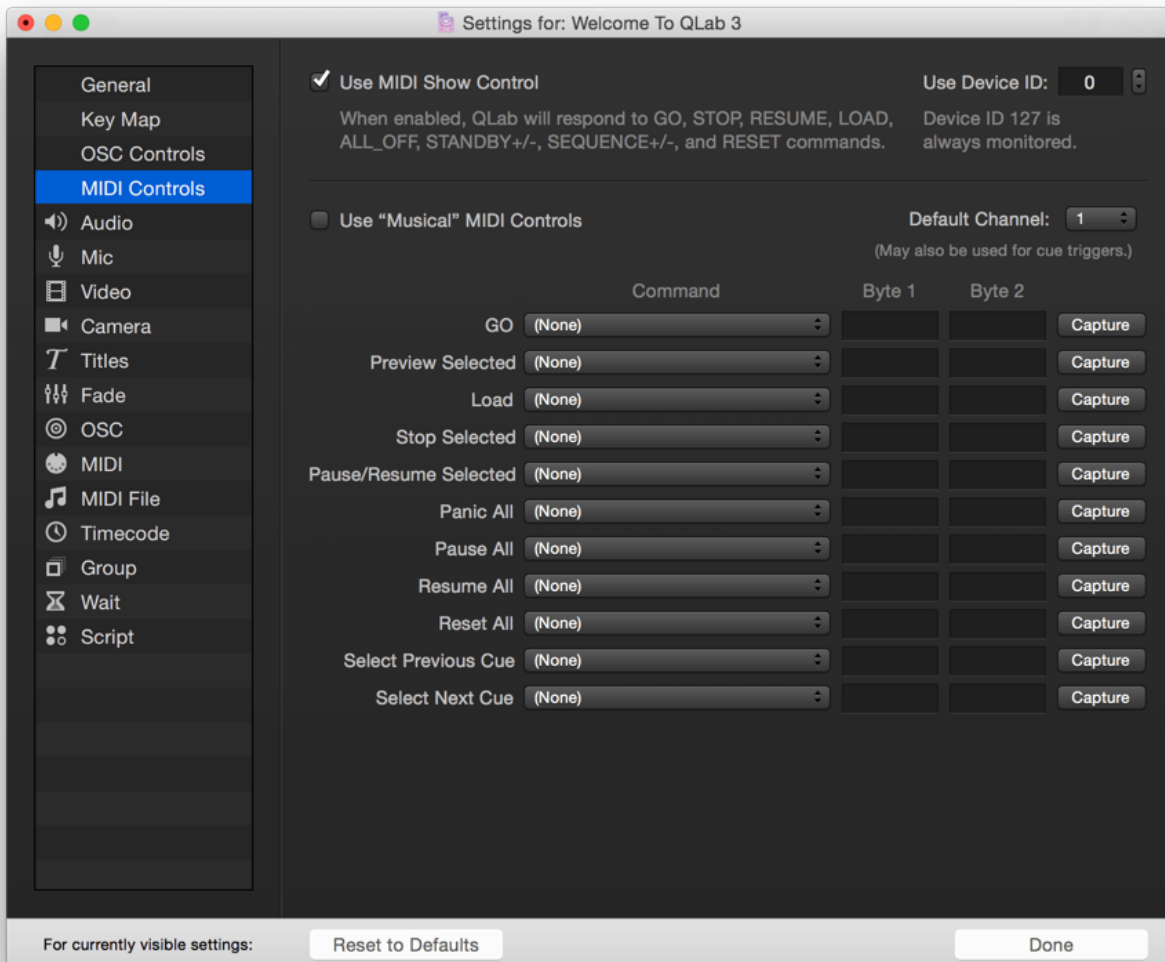 Settings for: Welcome To QLab 3
General
Key Map
OSC Controls
MIDI Controls
Audio
Mic
Video
Camera
Titles
Fade
OSC
MIDI
MIDI File
Timecode
Group
Wait
Script
Use MIDI Show Control
Use Device ID: 0
When enabled, QLab will respond to GO, STOP, RESUME, LOAD,
ALL_OFF, STANDBY+/-, SEQUENCE+/-, and RESET commands.
Device ID 127 is
always monitored.
Use “Musical” MIDI Controls
Default Channel: 1
(May also be used for cue triggers.)
Command Byte 1 Byte 2
GO (None) Capture
Preview Selected (None) Capture
Load (None) Capture
Stop Selected (None) Capture
Pause/Resume Selected (None) Capture
Panic All (None) Capture
Pause All (None) Capture
Resume All (None) Capture
Reset All (None) Capture
Select Previous Cue (None) Capture
Select Next Cue (None) Capture
For currently visible settings: Reset to Defaults Done